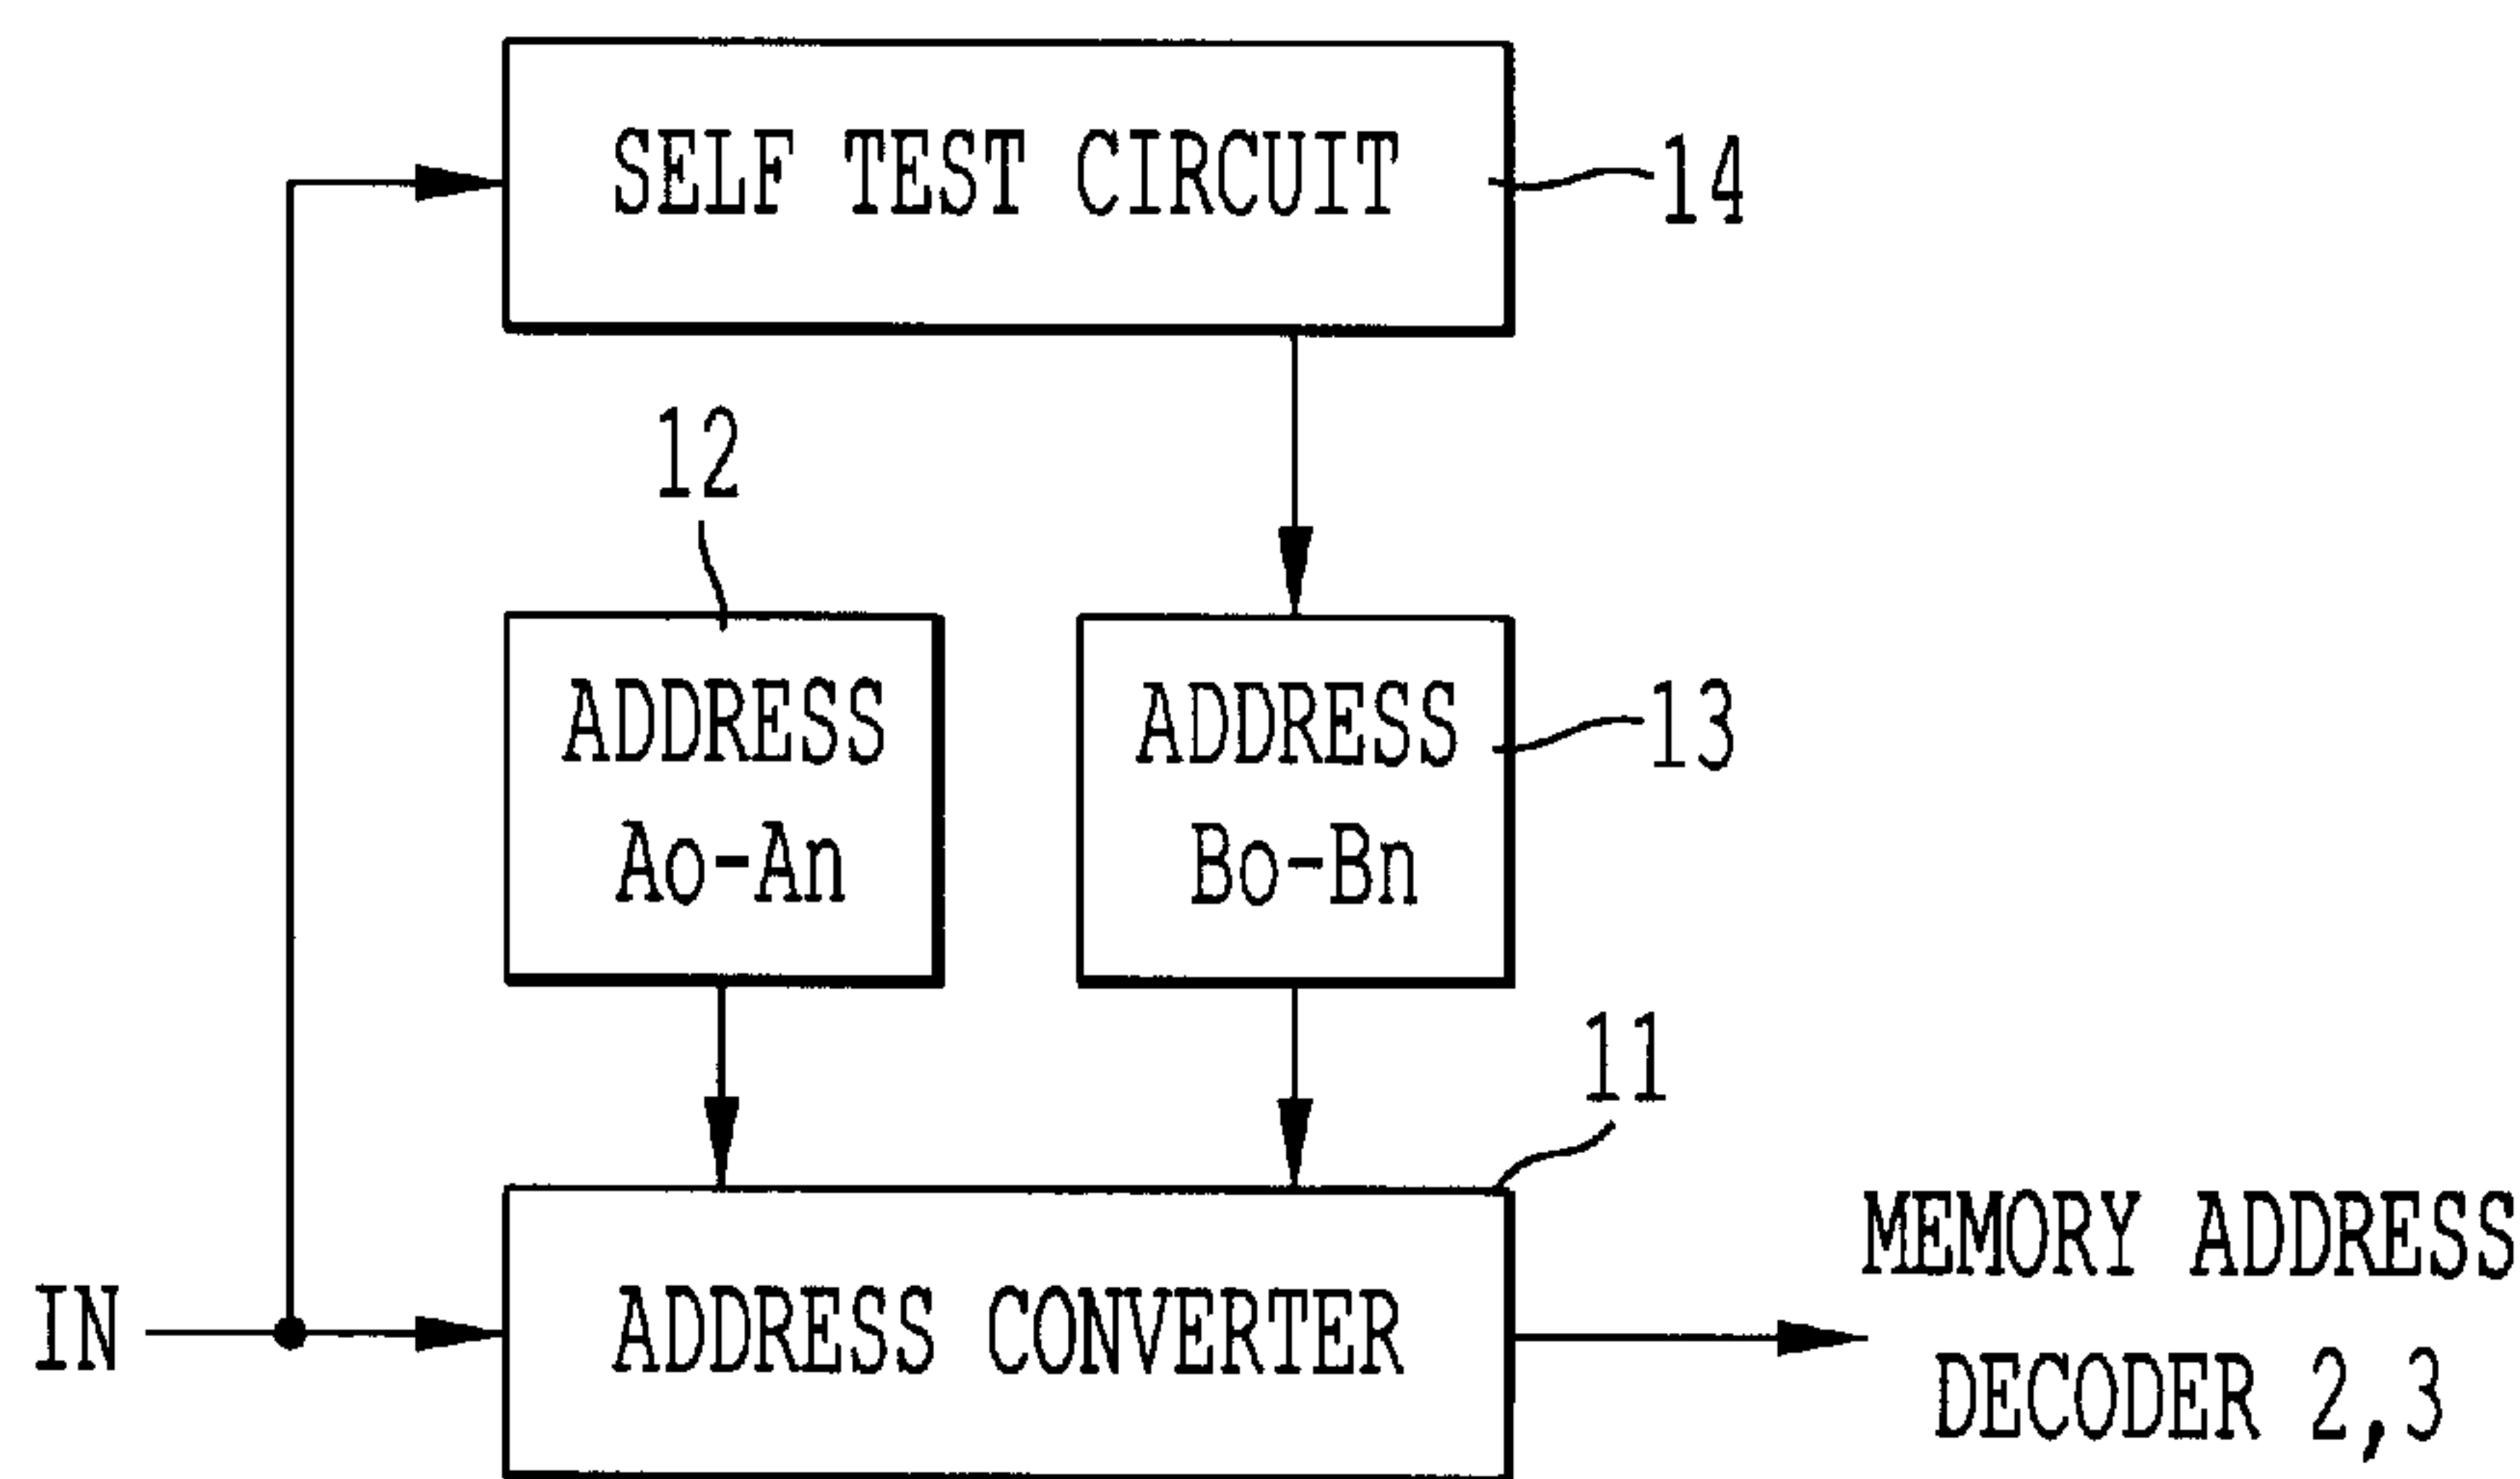 SELF TEST CIRCUIT
14
12
ADDRESS
Ao-An
ADDRESS
Bo-Bn
13
11
IN
ADDRESS CONVERTER
MEMORY ADDRESS
DECODER 2,3